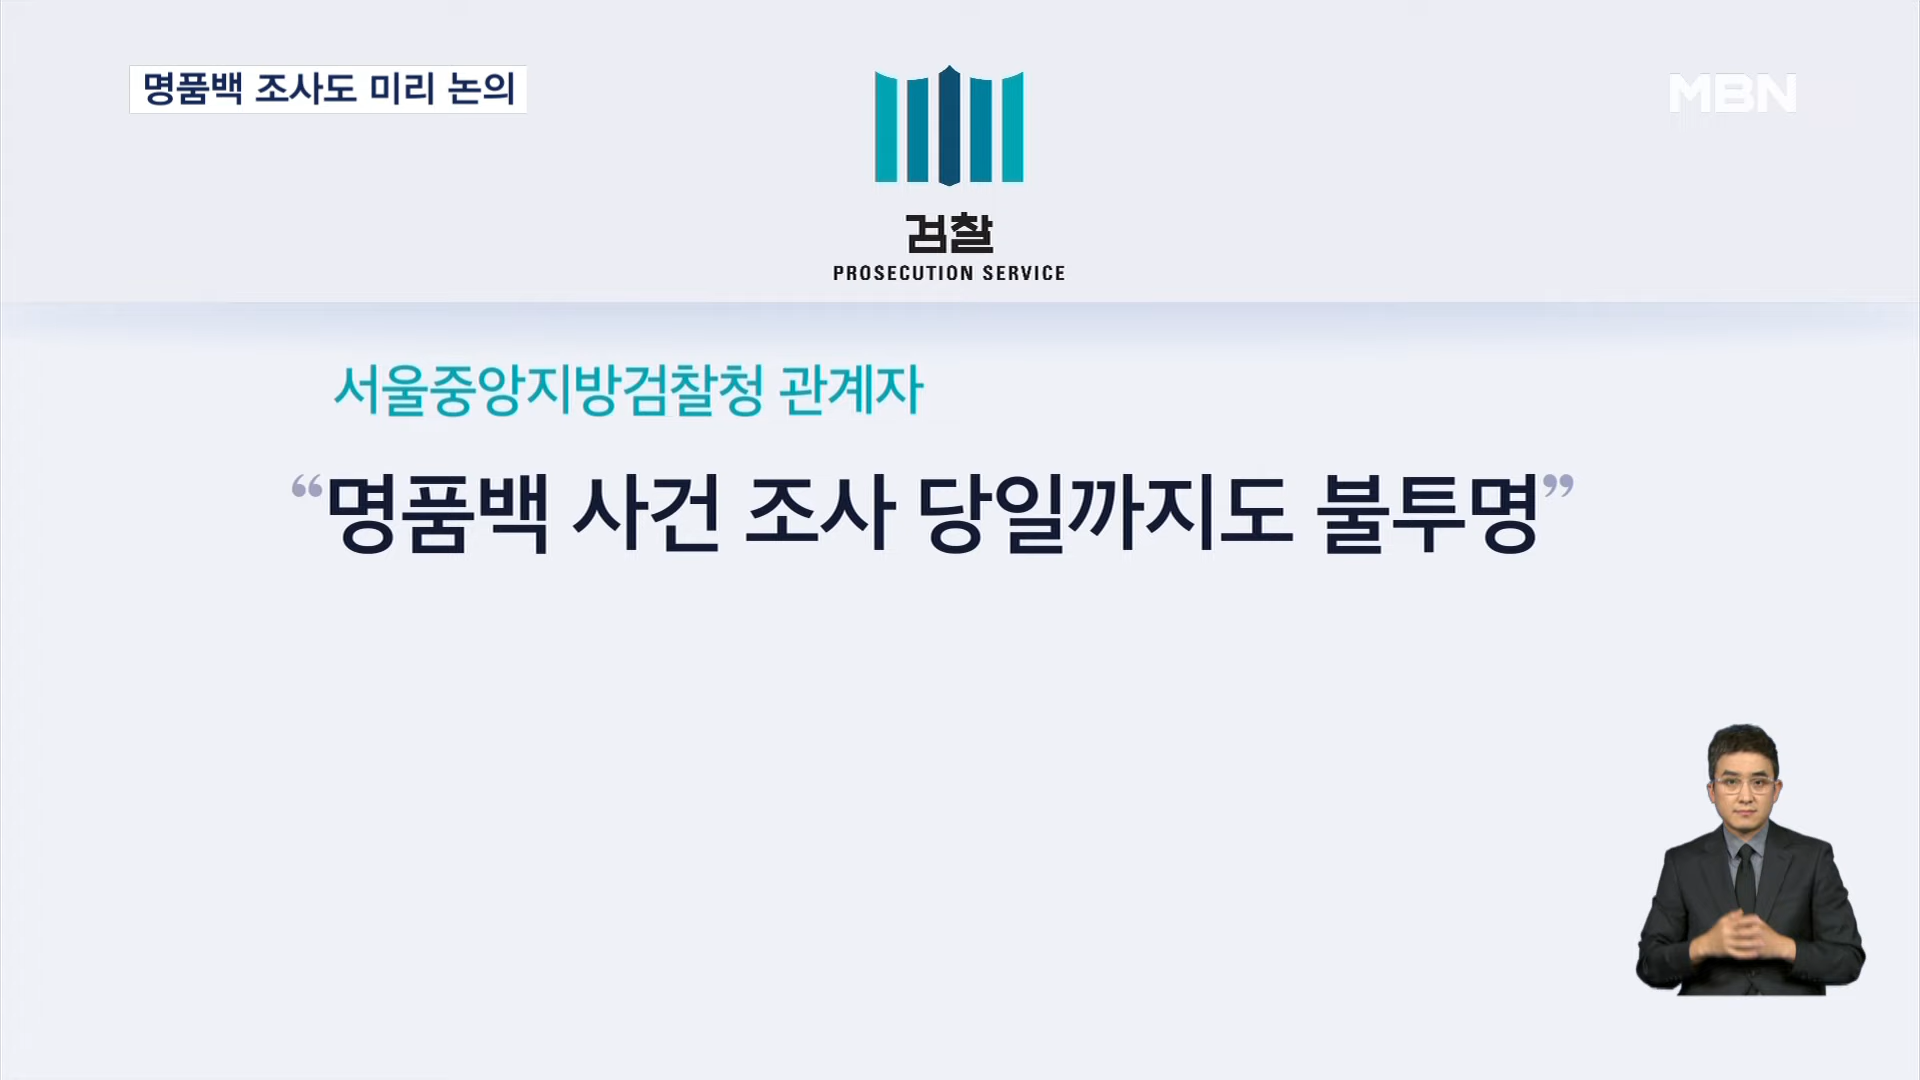 명품백 조사도 미리 논의
MBN
검찰
PROSECUTION SERVICE
서울중앙지방검찰청 관계자
“명품백 사건 조사 당일까지도 불투명”